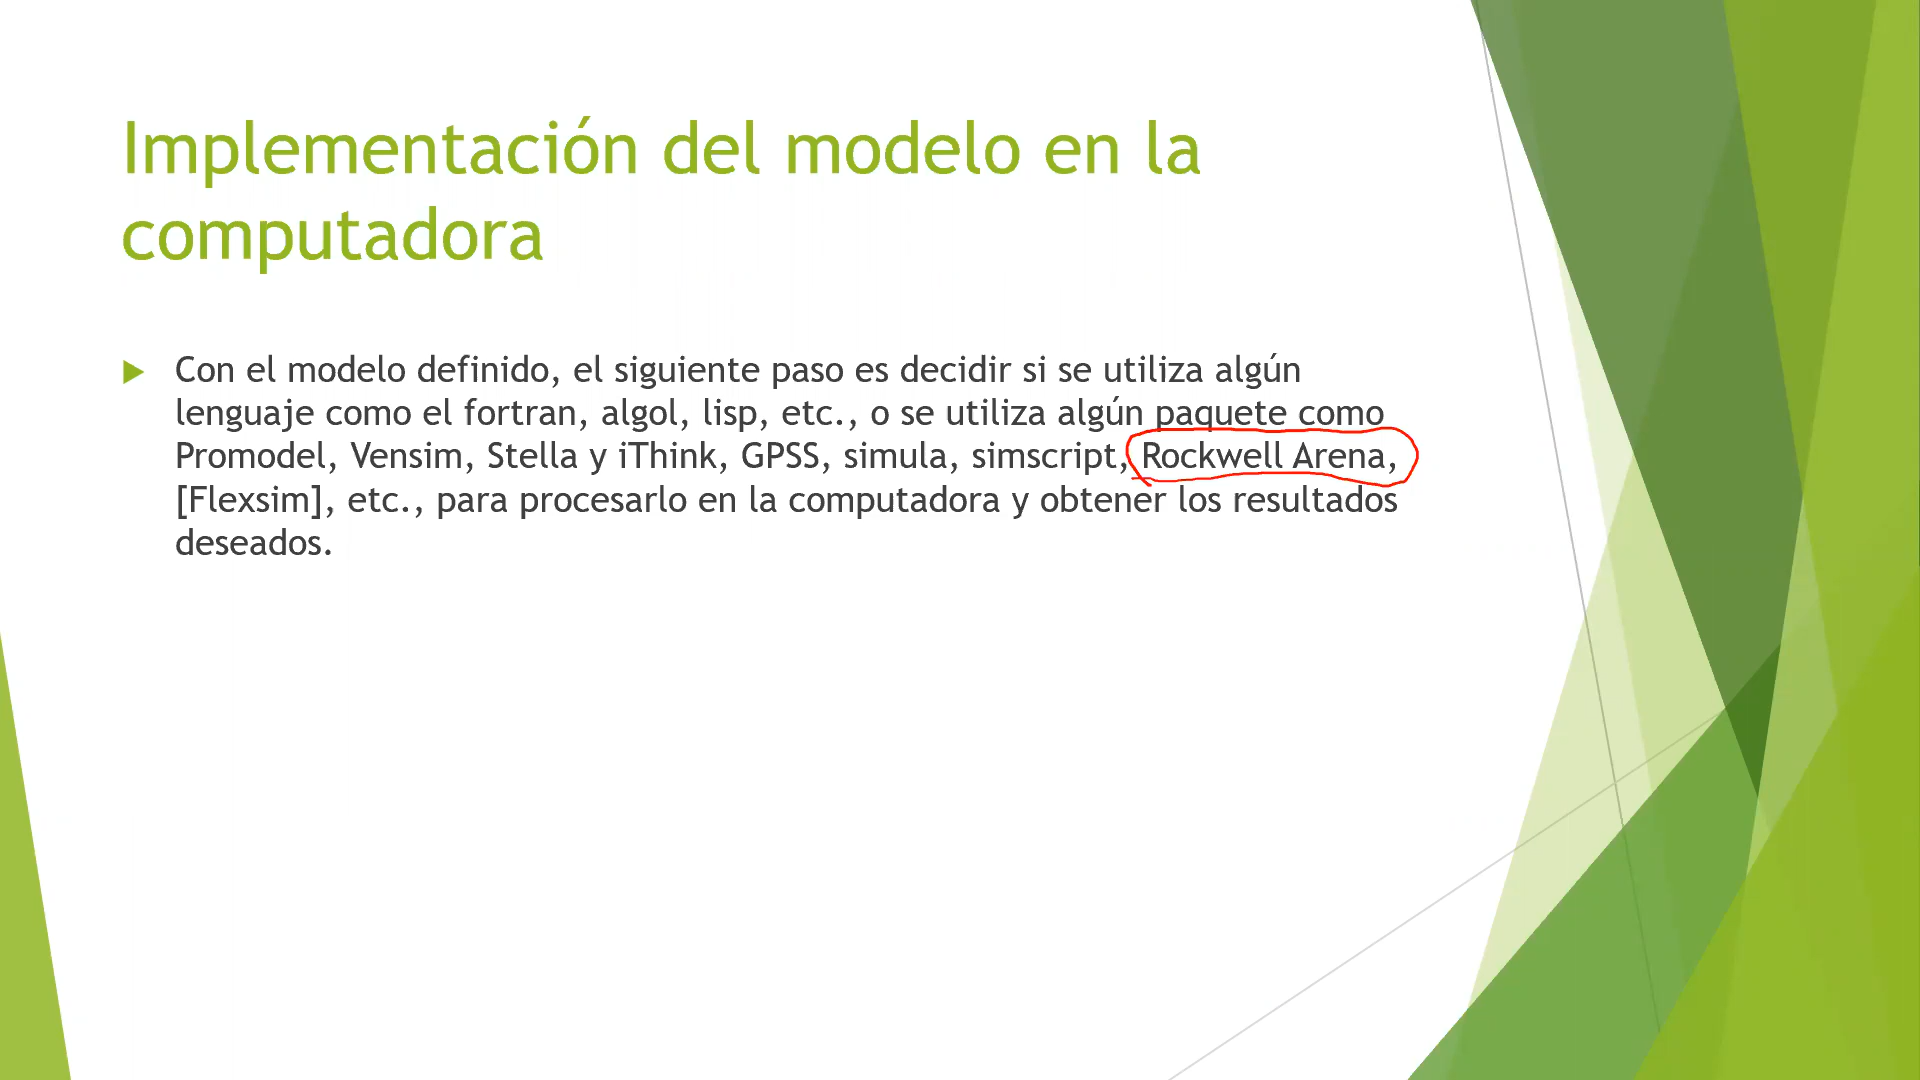 Implementación del modelo en la
computadora
Con el modelo definido, el siguiente paso es decidir si se utiliza algún
lenguaje como el fortran, algol, lisp, etc., o se utiliza algún paquete como
Promodel, Vensim, Stella y iThink, GPSS, simula, simscript, Rockwell Arena,
[Flexsim], etc., para procesarlo en la computadora y obtener los resultados
deseados.